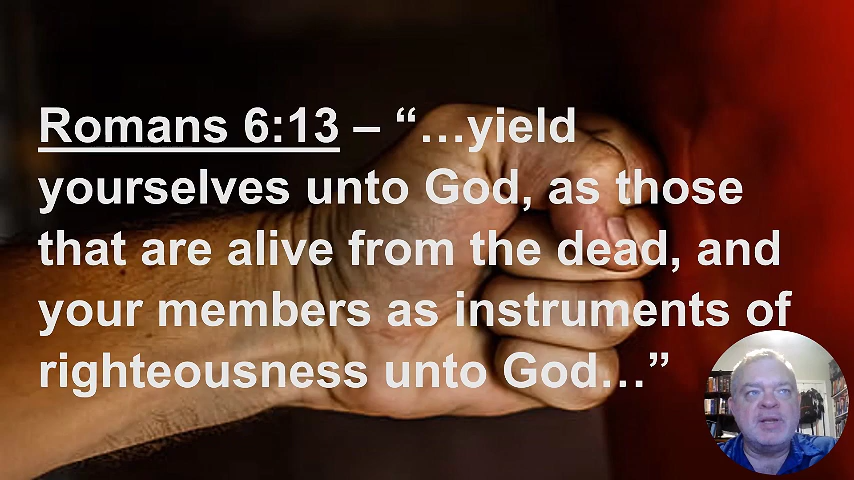 Romans 6:13 – “…yield
yourselves unto God, as those
that are alive from the dead, and
your members as instruments of
righteousness unto God…”